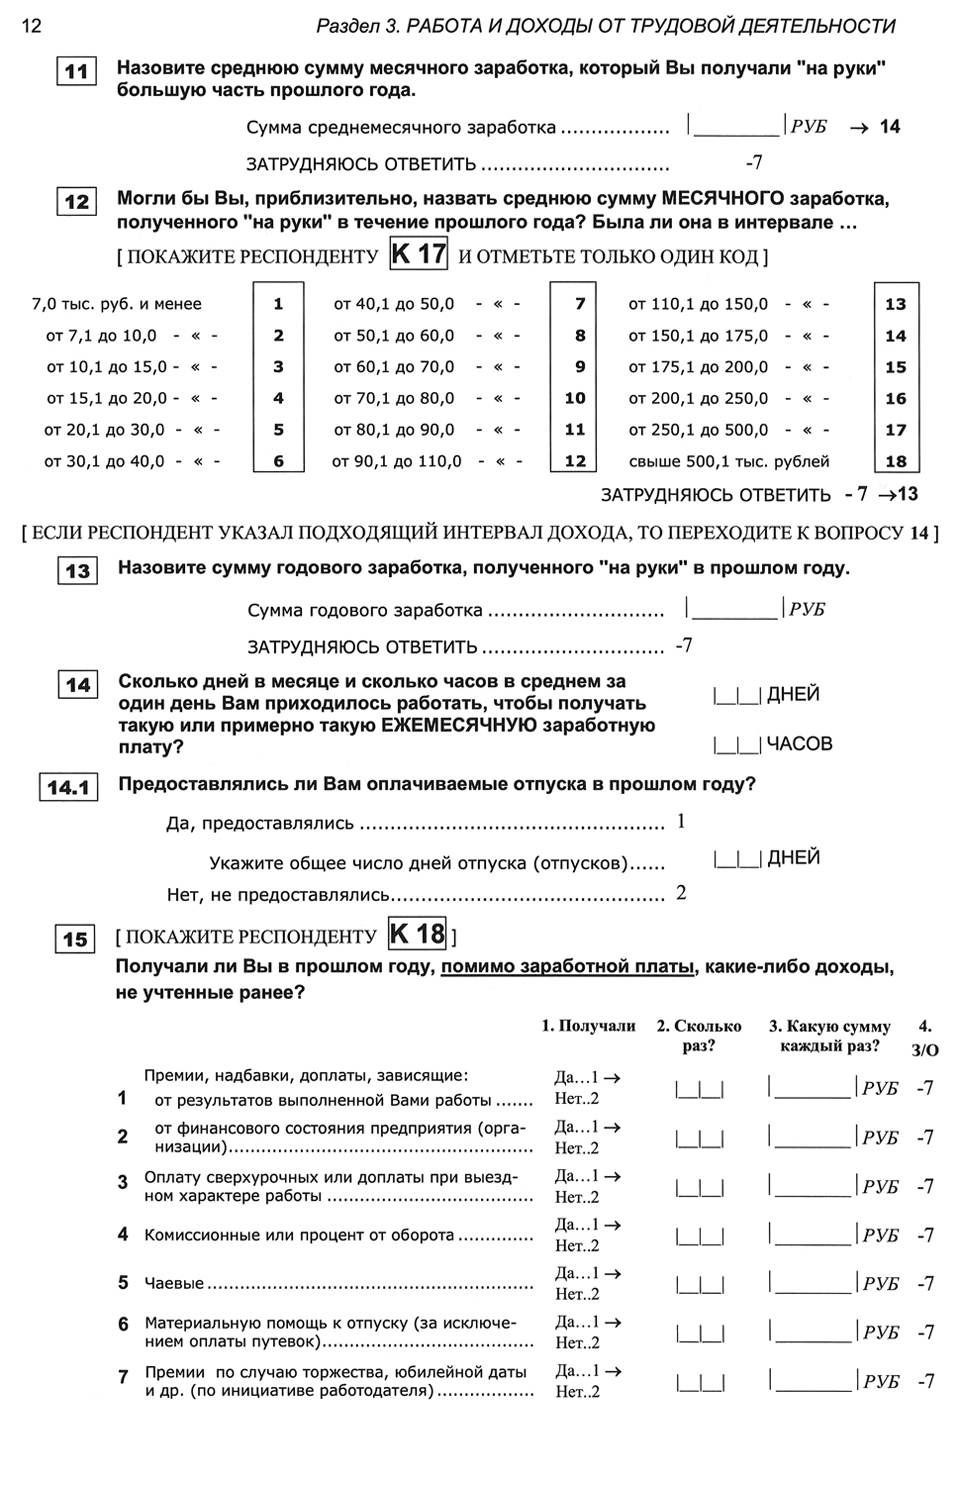 12 Раздел 3. РАБОТА И ДОХОДЫ ОТ ТРУДОВОЙ ДЕЯТЕЛЬНОСТИ
11 Назовите среднюю сумму месячного заработка, который Вы получали "на руки"
большую часть прошлого года.
Сумма среднемесячного заработка .................. |_________| РУБ → 14
ЗАТРУДНЯЮСЬ ОТВЕТИТЬ ............................... -7
12 Могли бы Вы, приблизительно, назвать среднюю сумму МЕСЯЧНОГО заработка,
полученного "на руки" в течение прошлого года? Была ли она в интервале ...
[ ПОКАЖИТЕ РЕСПОНДЕНТУ К 17 И ОТМЕТЬТЕ ТОЛЬКО ОДИН КОД ]
7,0 тыс. руб. и менее 1 от 40,1 до 50,0 - « - 7 от 110,1 до 150,0 - « - 13
от 7,1 до 10,0 - « - 2 от 50,1 до 60,0 - « - 8 от 150,1 до 175,0 - « - 14
от 10,1 до 15,0 - « - 3 от 60,1 до 70,0 - « - 9 от 175,1 до 200,0 - « - 15
от 15,1 до 20,0 - « - 4 от 70,1 до 80,0 - « - 10 от 200,1 до 250,0 - « - 16
от 20,1 до 30,0 - « - 5 от 80,1 до 90,0 - « - 11 от 250,1 до 500,0 - « - 17
от 30,1 до 40,0 - « - 6 от 90,1 до 110,0 - « - 12 свыше 500,1 тыс. рублей 18
ЗАТРУДНЯЮСЬ ОТВЕТИТЬ - 7 →13
[ ЕСЛИ РЕСПОНДЕНТ УКАЗАЛ ПОДХОДЯЩИЙ ИНТЕРВАЛ ДОХОДА, ТО ПЕРЕХОДИТЕ К ВОПРОСУ 14 ]
13 Назовите сумму годового заработка, полученного "на руки" в прошлом году.
Сумма годового заработка ............................. |_________| РУБ
ЗАТРУДНЯЮСЬ ОТВЕТИТЬ .............................. -7
14 Сколько дней в месяце и сколько часов в среднем за
один день Вам приходилось работать, чтобы получать |__|__| ДНЕЙ
такую или примерно такую ЕЖЕМЕСЯЧНУЮ заработную
плату? |__|__| ЧАСОВ
14.1 Предоставлялись ли Вам оплачиваемые отпуска в прошлом году?
Да, предоставлялись .................................................. 1
Укажите общее число дней отпуска (отпусков)...... |__|__| ДНЕЙ
Нет, не предоставлялись............................................. 2
15 [ ПОКАЖИТЕ РЕСПОНДЕНТУ К 18 ]
Получали ли Вы в прошлом году, помимо заработной платы, какие-либо доходы,
не учтенные ранее?
1. Получали 2. Сколько 3. Какую сумму 4.
раз? каждый раз? З/О
Премии, надбавки, доплаты, зависящие: Да...1 →
1 от результатов выполненной Вами работы ....... Нет..2 |__|__| |_________| РУБ -7
2 от финансового состояния предприятия (орга- Да...1 →
низации).................................................. Нет..2 |__|__| |_________| РУБ -7
3 Оплату сверхурочных или доплаты при выезд- Да...1 →
ном характере работы .................................. Нет..2 |__|__| |_________| РУБ -7
4 Комиссионные или процент от оборота .............. Да...1 →
Нет..2 |__|__| |_________| РУБ -7
5 Чаевые ..................................................... Да...1 →
Нет..2 |__|__| |_________| РУБ -7
6 Материальную помощь к отпуску (за исключе- Да...1 →
нием оплаты путевок)................................... Нет..2 |__|__| |_________| РУБ -7
7 Премии по случаю торжества, юбилейной даты Да...1 →
и др. (по инициативе работодателя) ................. Нет..2 |__|__| |_________| РУБ -7